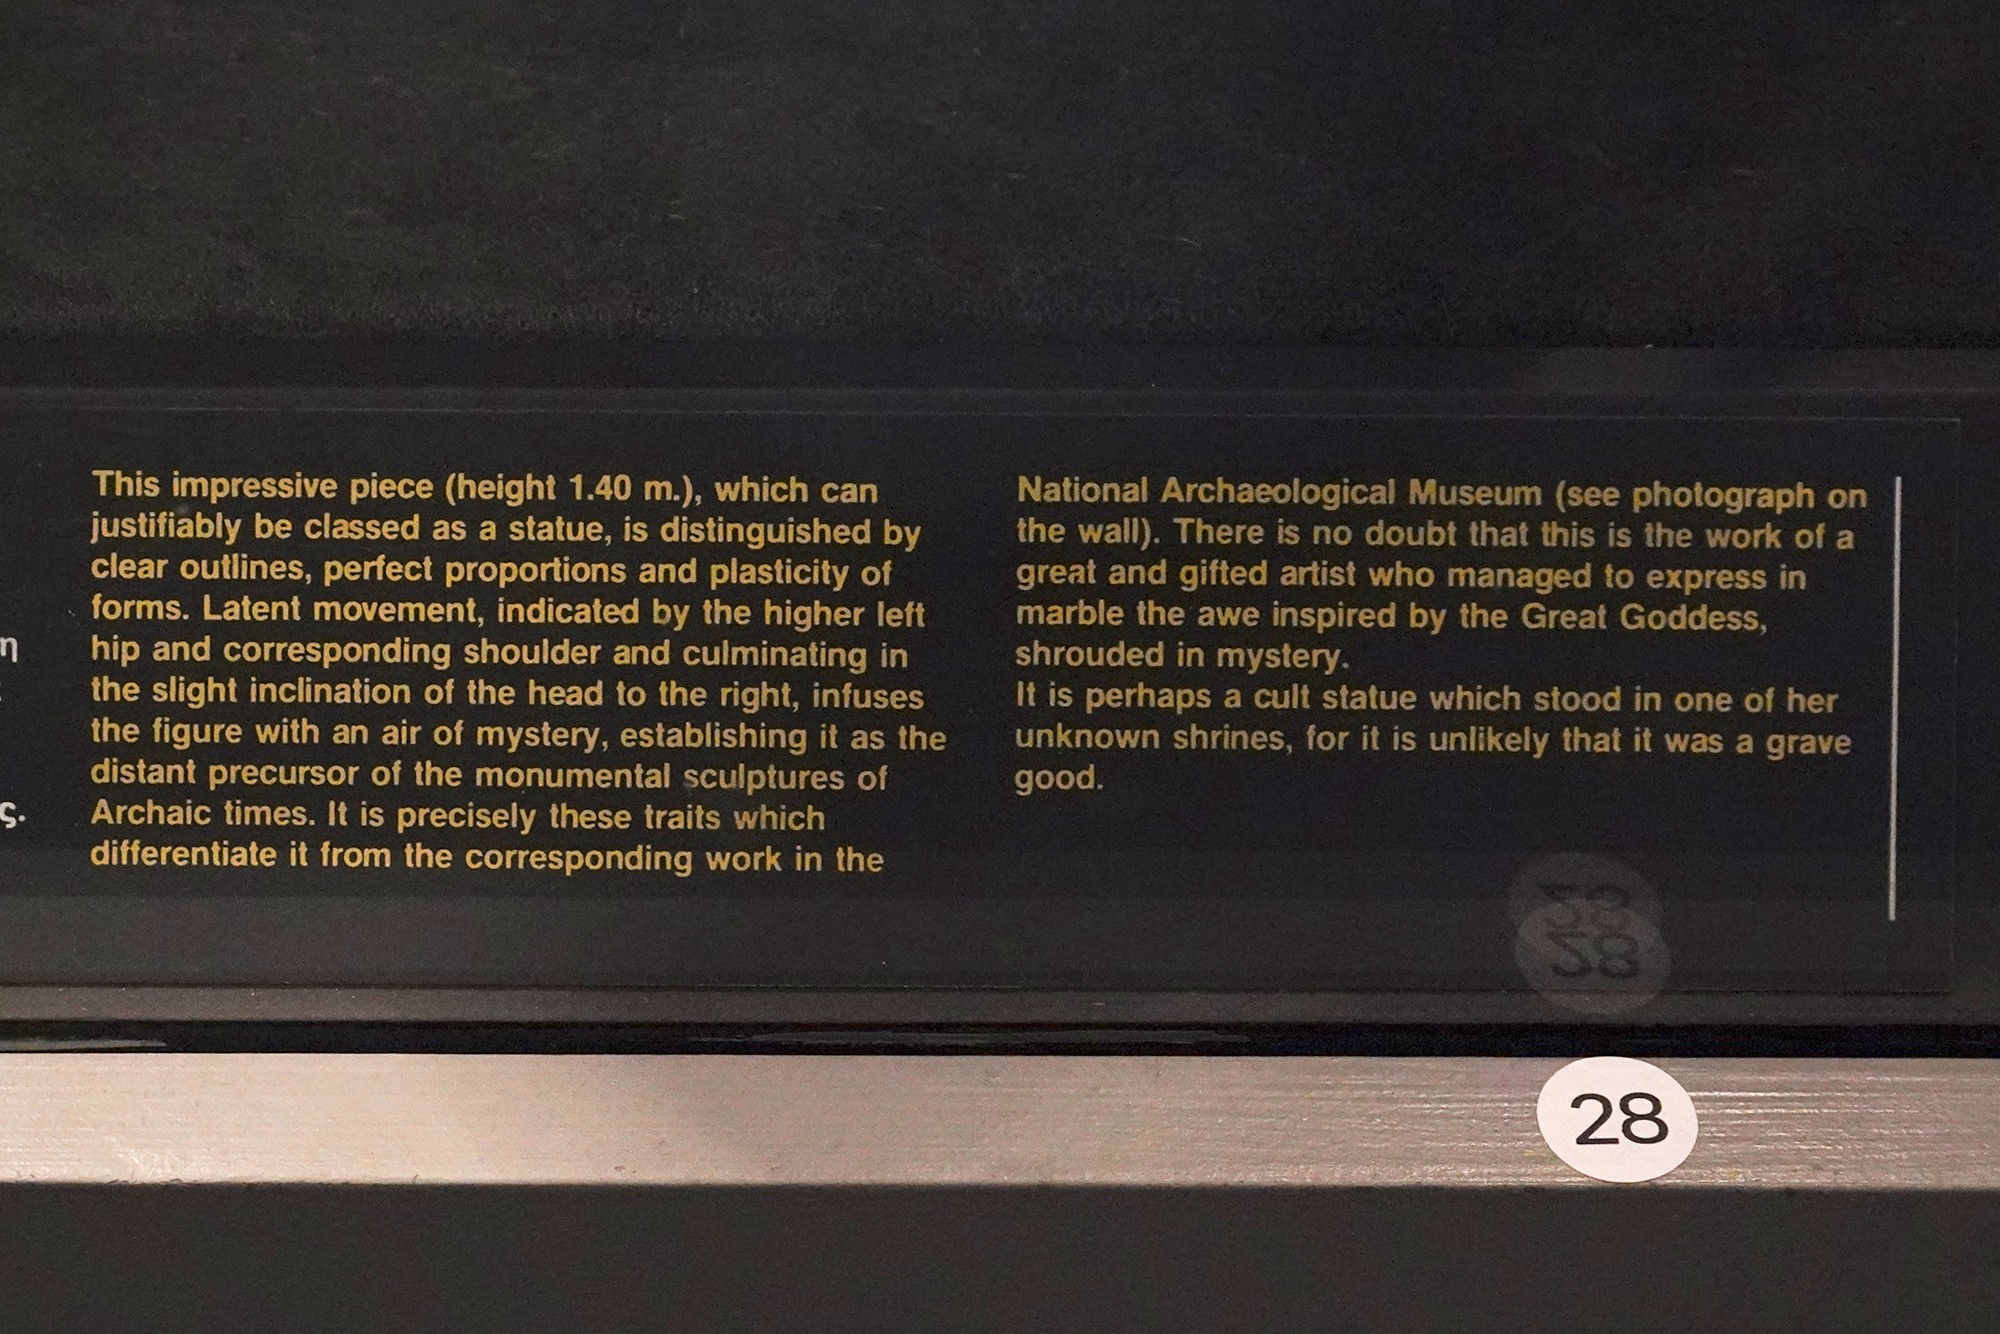 η
ς.
This impressive piece (height 1.40 m.), which can
justifiably be classed as a statue, is distinguished by
clear outlines, perfect proportions and plasticity of
forms. Latent movement, indicated by the higher left
hip and corresponding shoulder and culminating in
the slight inclination of the head to the right, infuses
the figure with an air of mystery, establishing it as the
distant precursor of the monumental sculptures of
Archaic times. It is precisely these traits which
differentiate it from the corresponding work in the
National Archaeological Museum (see photograph on
the wall). There is no doubt that this is the work of a
great and gifted artist who managed to express in
marble the awe inspired by the Great Goddess,
shrouded in mystery.
It is perhaps a cult statue which stood in one of her
unknown shrines, for it is unlikely that it was a grave
good.
28